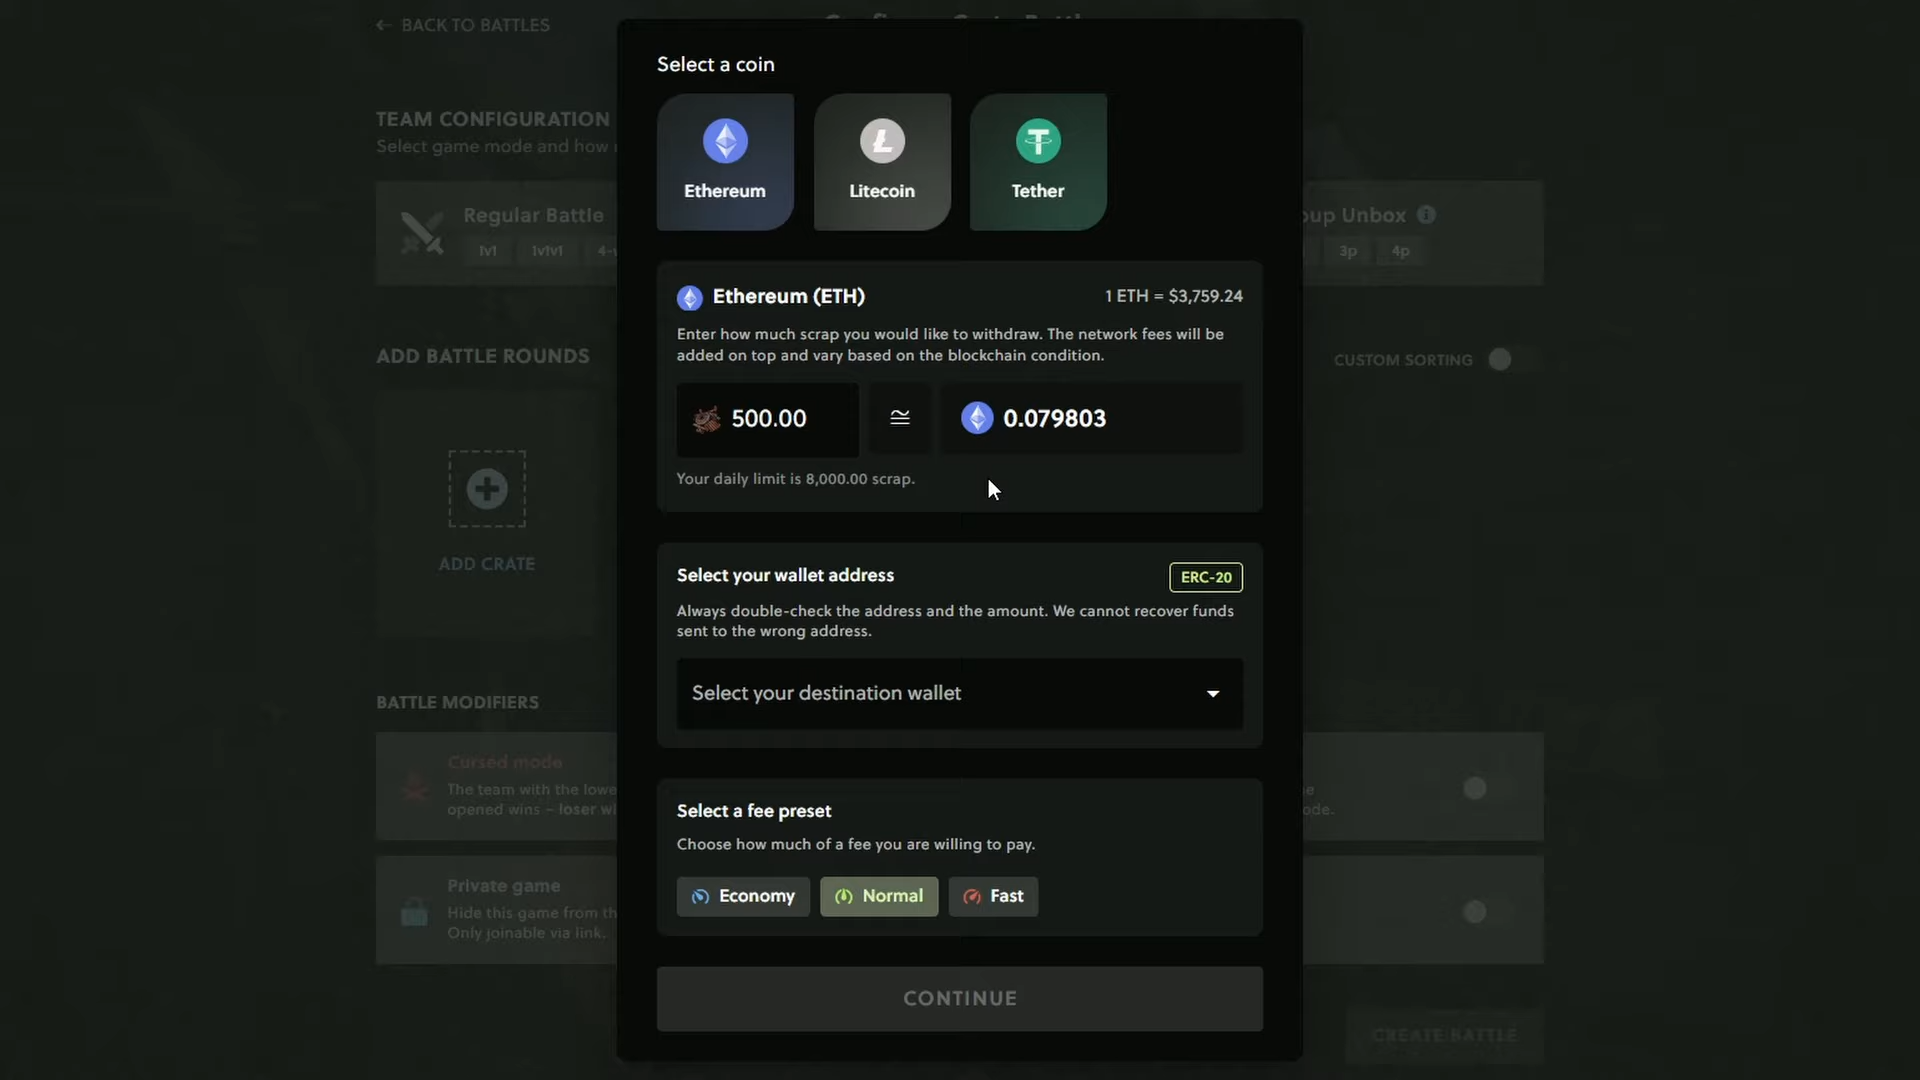 BACK TO BATTLES
Select a coin
TEAM CONFIGURATION
Select game mode and how
Ethereum
Litecoin
Tether
Regular Battle
1v1
1v1v1
oup Unbox
3p
4p
Ethereum (ETH)
1 ETH = $3,759.24
Enter how much scrap you would like to withdraw. The network fees will be
added on top and vary based on the blockchain condition.
ADD BATTLE ROUNDS
CUSTOM SORTING
500.00
≅
0.079803
Your daily limit is 8,000.00 scrap.
ADD CRATE
Select your wallet address
ERC-20
Always double-check the address and the amount. We cannot recover funds
sent to the wrong address.
Select your destination wallet
BATTLE MODIFIERS
Cursed mode
The team with the lowe
opened wins – loser wi
ode.
Select a fee preset
Choose how much of a fee you are willing to pay.
Economy
Normal
Fast
Private game
Hide this game from th
Only joinable via link.
CONTINUE
CREATE BATTLE